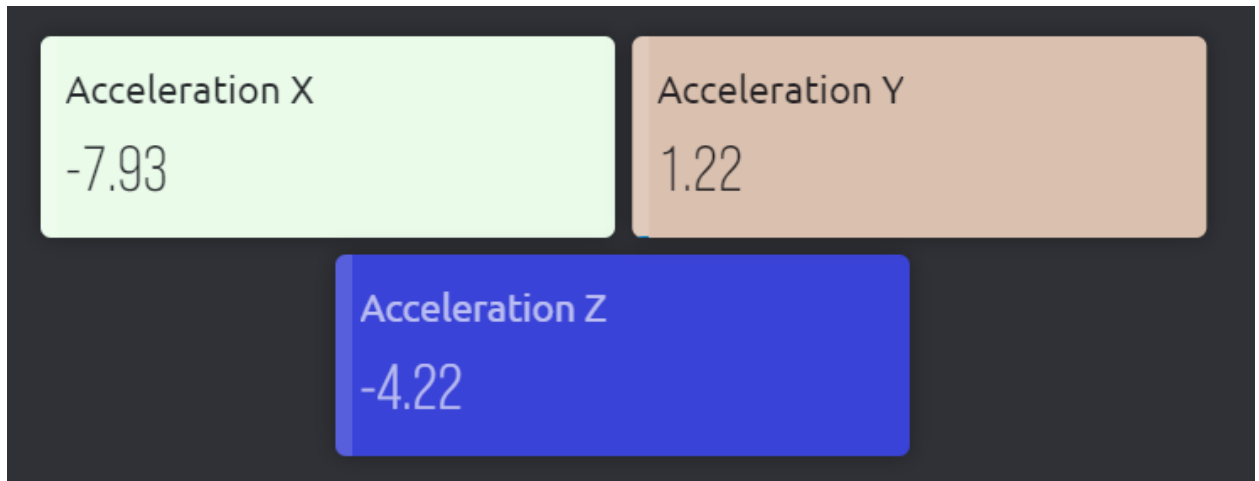 Acceleration X
-7.93
Acceleration Y
1.22
Acceleration Z
-4.22